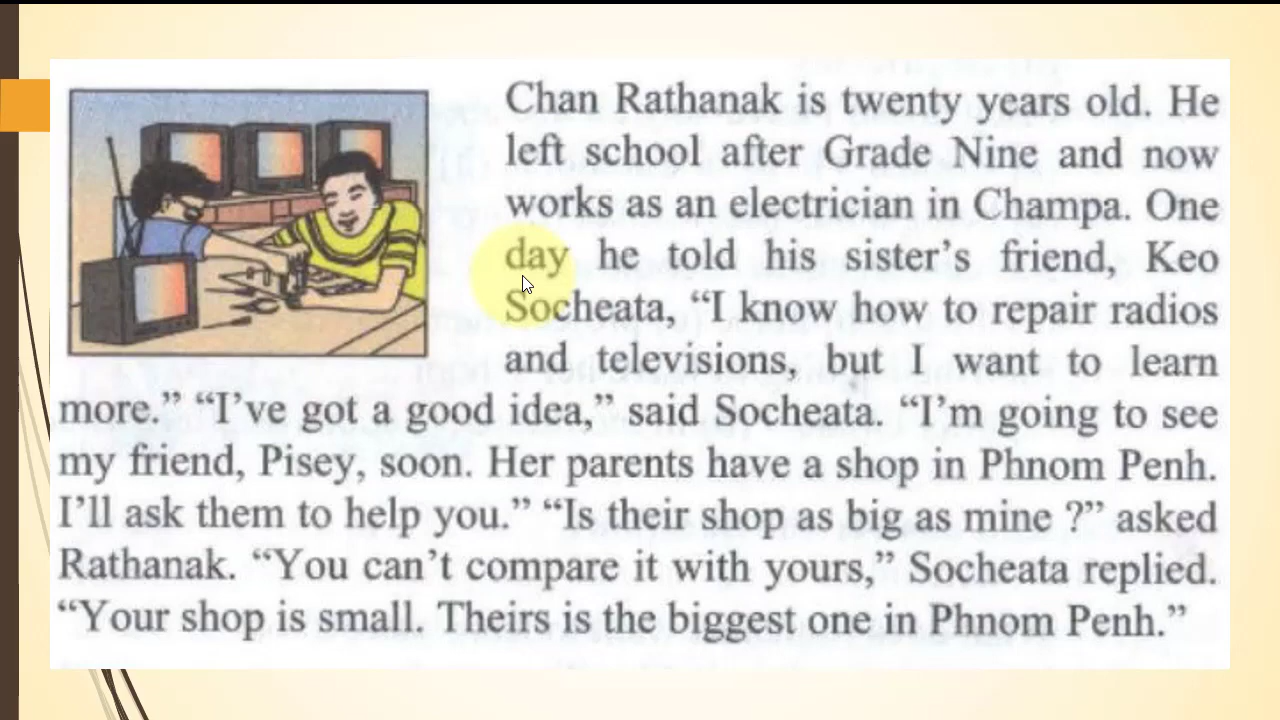 Chan Rathanak is twenty years old. He
left school after Grade Nine and now
works as an electrician in Champa. One
day he told his sister's friend, Keo
Socheata, “I know how to repair radios
and televisions, but I want to learn
more.” “I've got a good idea,” said Socheata. “I'm going to see
my friend, Pisey, soon. Her parents have a shop in Phnom Penh.
I'll ask them to help you.” “Is their shop as big as mine ?” asked
Rathanak. “You can't compare it with yours,” Socheata replied.
“Your shop is small. Theirs is the biggest one in Phnom Penh.”